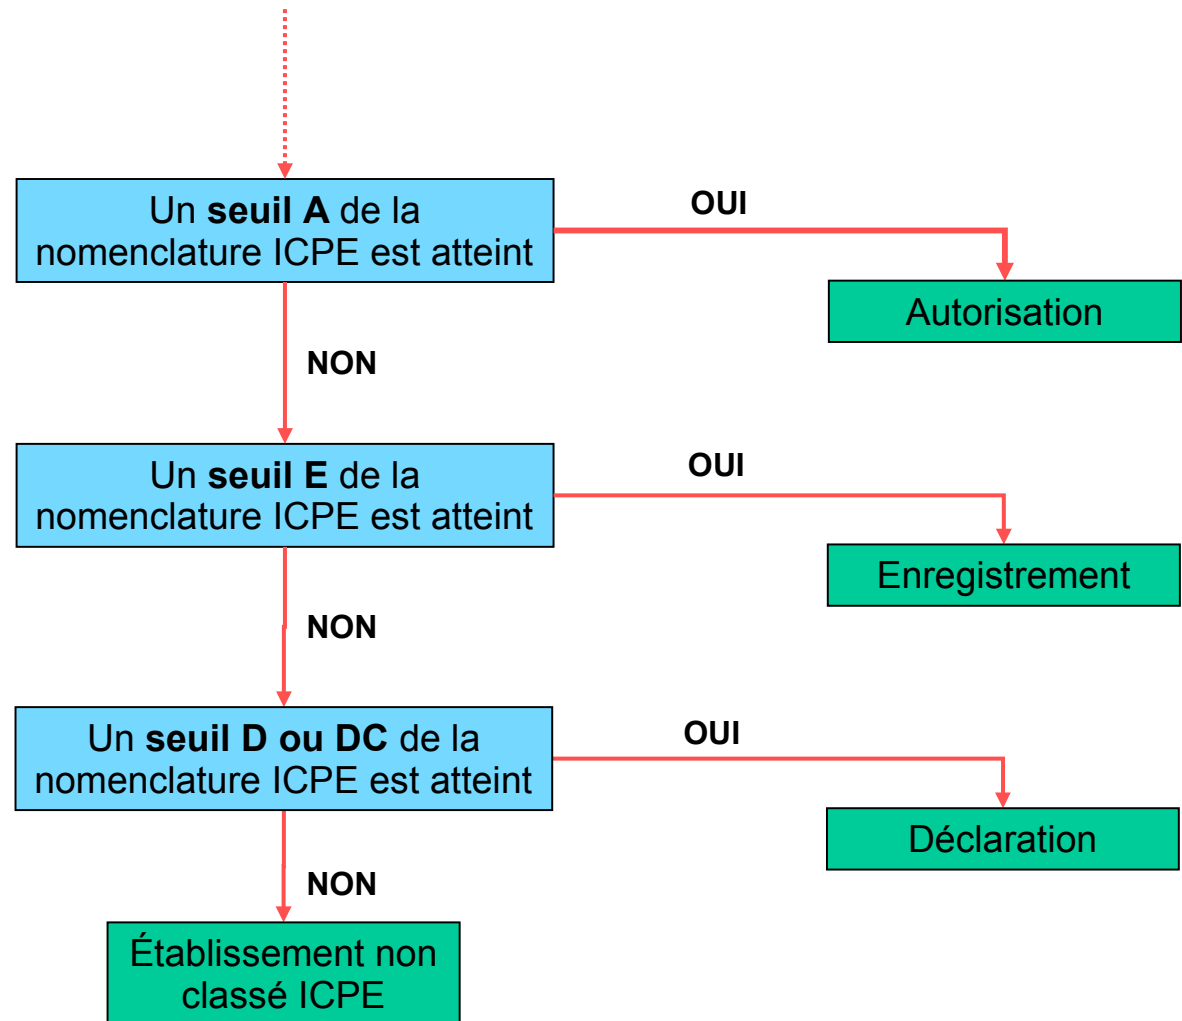 Un seuil A de la
nomenclature ICPE est atteint
OUI
Autorisation
NON
Un seuil E de la
nomenclature ICPE est atteint
OUI
Enregistrement
NON
Un seuil D ou DC de la
nomenclature ICPE est atteint
OUI
Déclaration
NON
Établissement non
classé ICPE